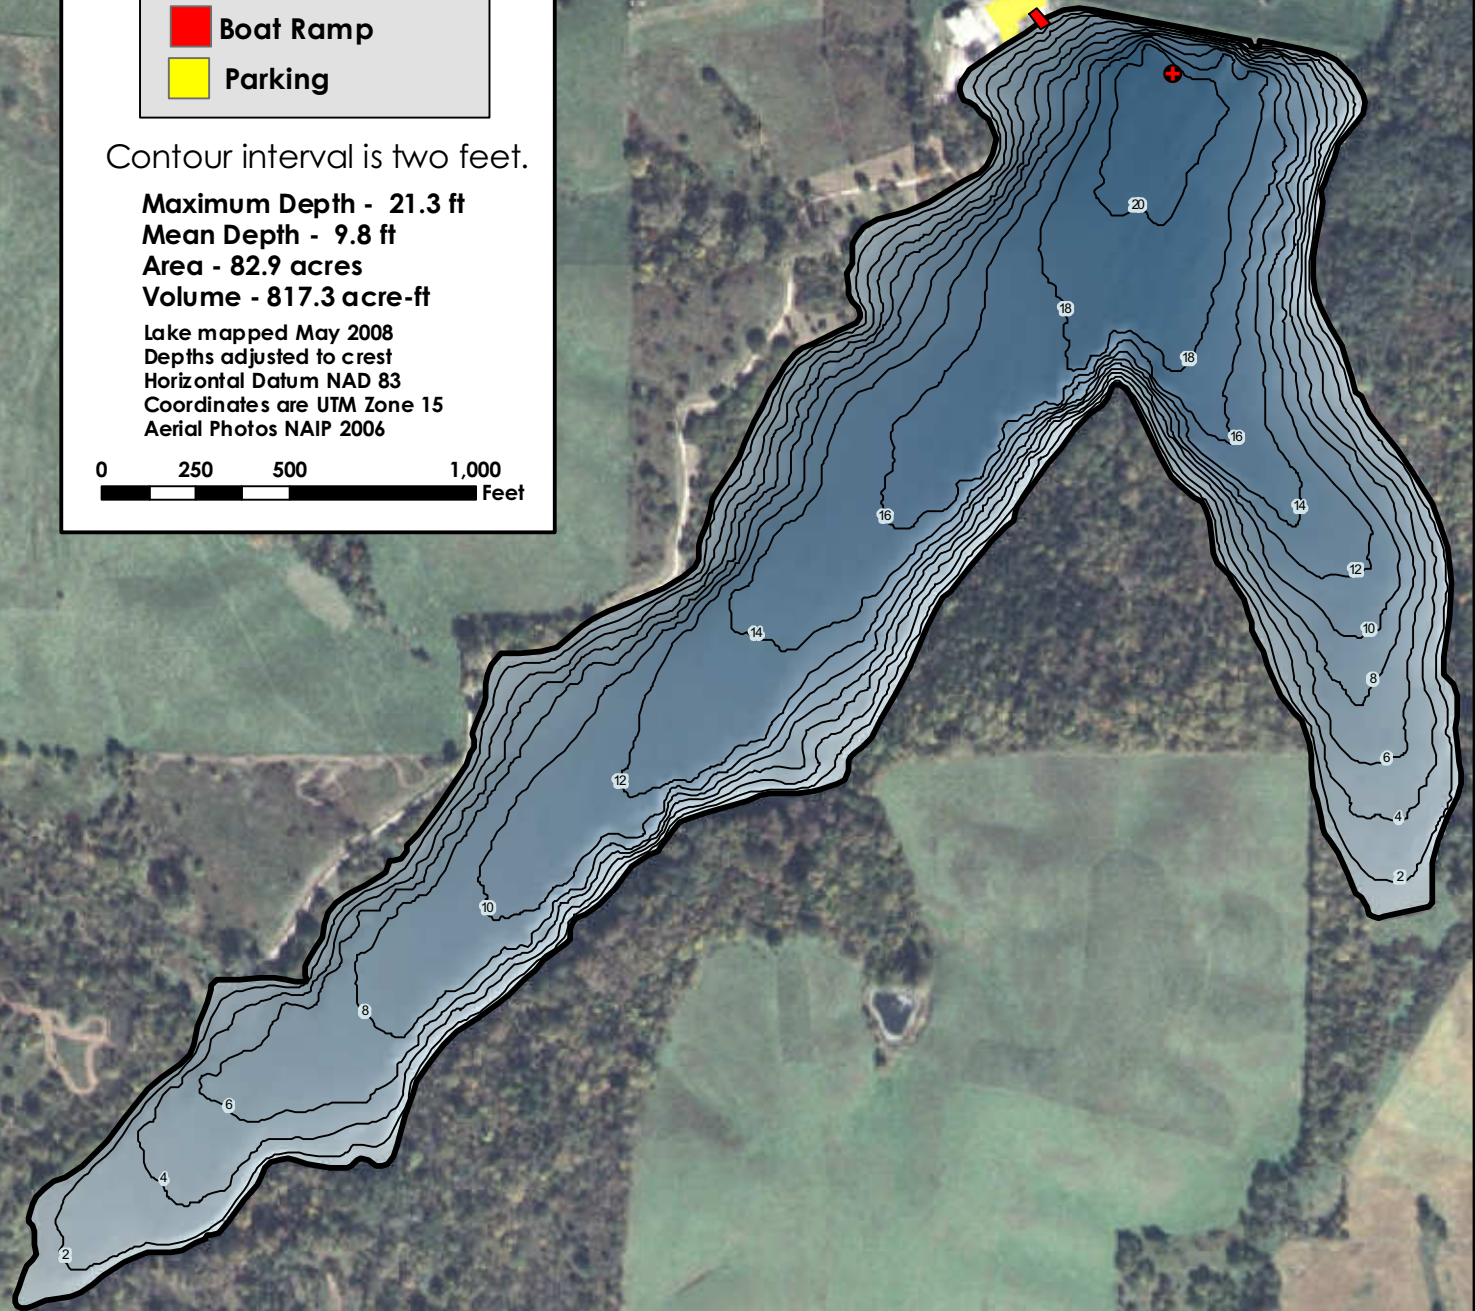 Boat Ramp
Parking
Contour interval is two feet.
Maximum Depth - 21.3 ft
Mean Depth - 9.8 ft
Area - 82.9 acres
Volume - 817.3 acre-ft
Lake mapped May 2008
Depths adjusted to crest
Horizontal Datum NAD 83
Coordinates are UTM Zone 15
Aerial Photos NAIP 2006
0 250 500 1,000
Feet
20
18
18
16
16
14
12
14
10
8
6
12
4
2
10
8
6
4
2